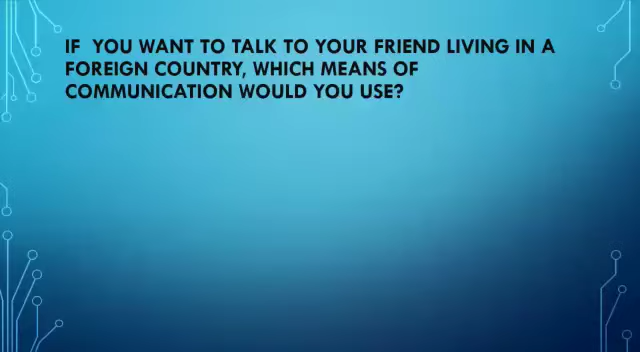 IF YOU WANT TO TALK TO YOUR FRIEND LIVING IN A
FOREIGN COUNTRY, WHICH MEANS OF
COMMUNICATION WOULD YOU USE?